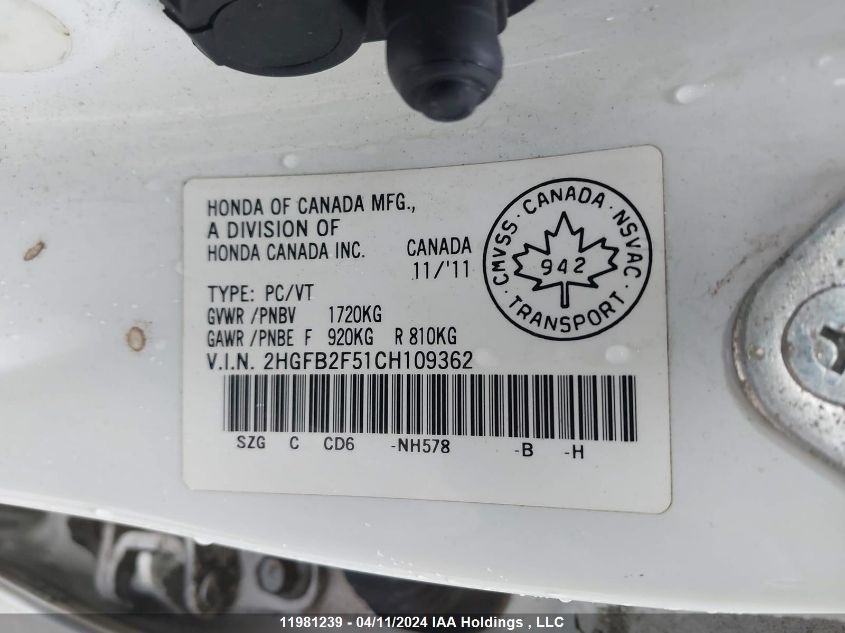 HONDA OF CANADA MFG.,
A DIVISION OF
HONDA CANADA INC. CANADA
11/'11
TYPE: PC/VT
GVWR /PNBV 1720KG
GAWR /PNBE F 920KG R 810KG
V.I.N. 2HGFB2F51CH109362
SZG C CD6 -NH578 -B -H
CMVSS · CANADA · NSVAC
942
· TRANSPORT ·
11981239 - 04/11/2024 IAA Holdings , LLC